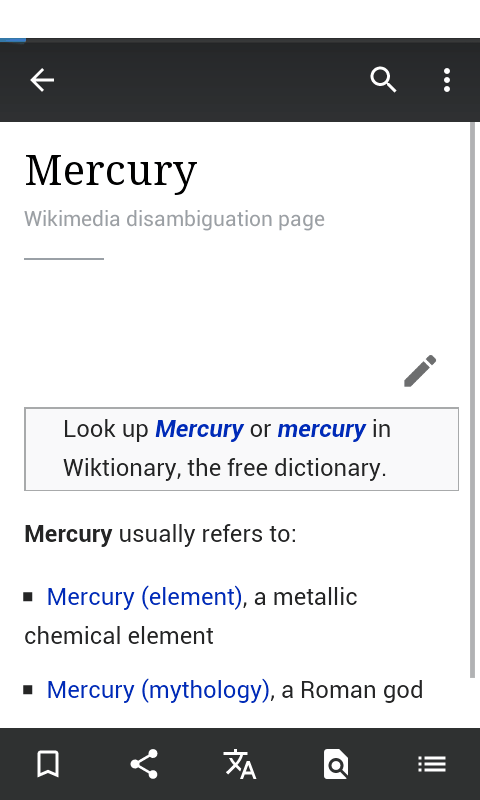 Mercury
Wikimedia disambiguation page
Look up Mercury or mercury in
Wiktionary, the free dictionary.
Mercury usually refers to:
▪ Mercury (element), a metallic
chemical element
▪ Mercury (mythology), a Roman god